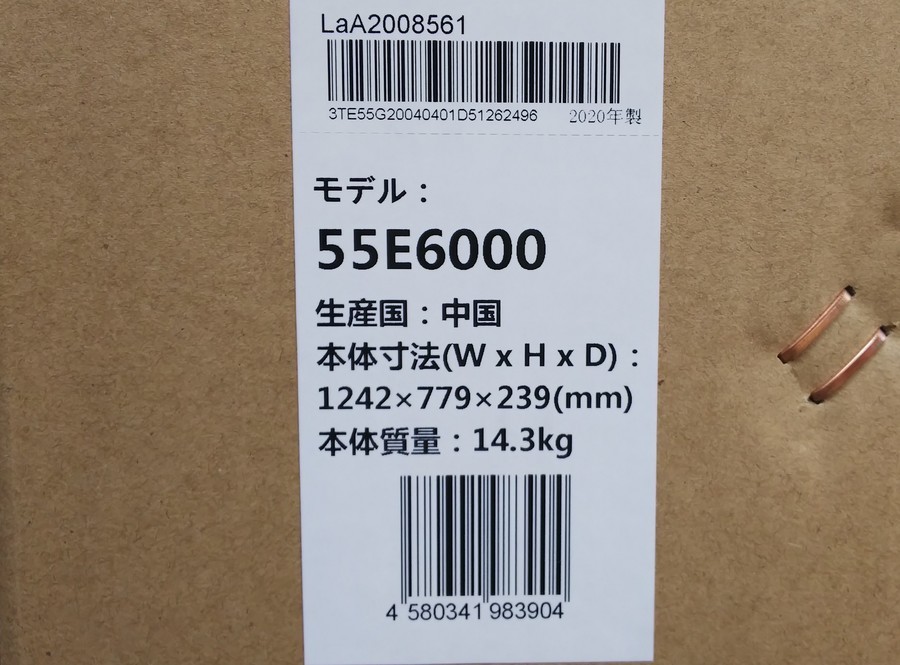 LaA2008561
3TE55G20040401D51262496 2020年製
モデル：
55E6000
生産国：中国
本体寸法(W x H x D)：
1242×779×239(mm)
本体質量：14.3kg
4 580341 983904